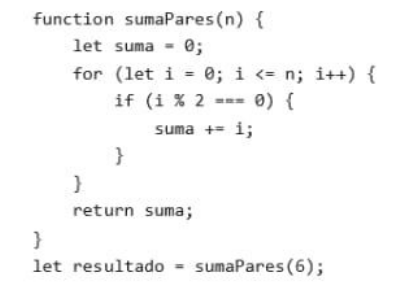 function sumaPares(n) {
    let suma = 0;
    for (let i = 0; i <= n; i++) {
        if (i % 2 === 0) {
            suma += i;
        }
    }
    return suma;
}
let resultado = sumaPares(6);